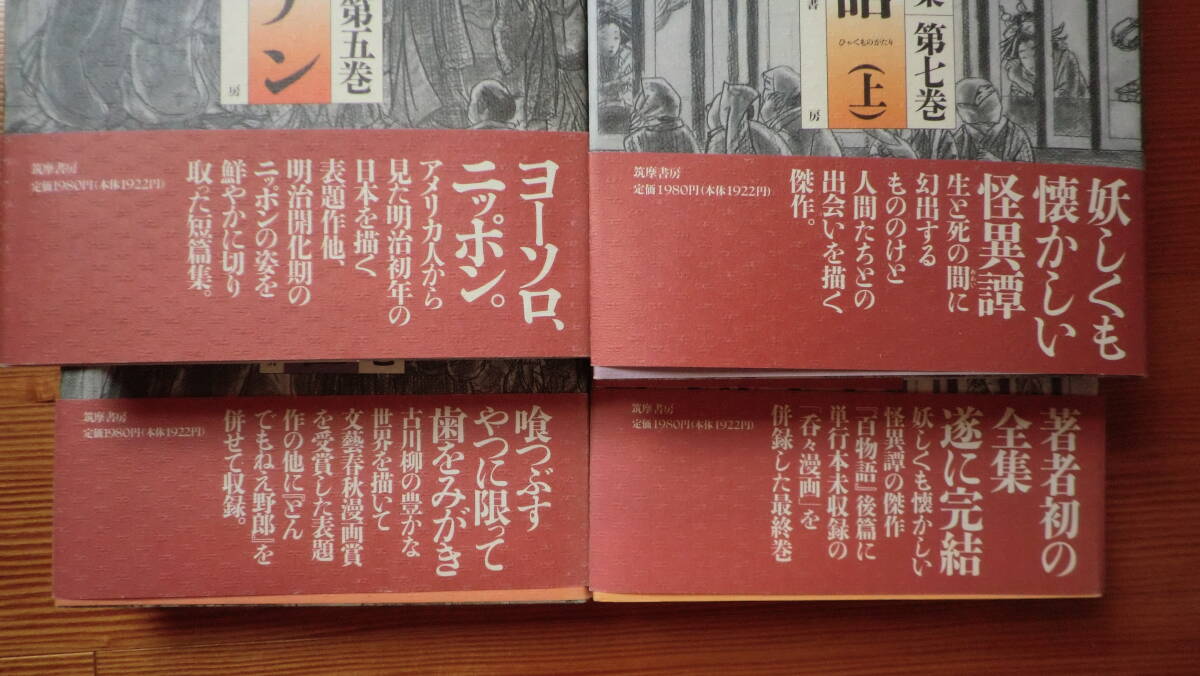 第五巻
ン
房
ヨーソロ、
ニッポン。
アメリカ人から
見た明治初年の
日本を描く
表題作他、
明治開化期の
ニッポンの姿を
鮮やかに切り
取った短篇集。
筑摩書房
定価1980円(本体1922円)
第七巻
語
ひゃくものがたり
(上)
書
房
妖しくも
懐かしい
怪異譚
生と死の間に
めい
幻出する
もののけと
人間たちとの
出会いを描く
傑作。
筑摩書房
定価1980円(本体1922円)
喰つぶす
やつに限って
歯をみがき
古川柳の豊かな
世界を描いて
文藝春秋漫画賞
を受賞した表題
作の他に『とん
でもねえ野郎』を
併せて収録。
筑摩書房
定価1980円(本体1922円)
著者初の
全集
遂に完結
妖しくも懐かしい
怪異譚の傑作
『百物語』後篇に
単行本未収録の
「呑々漫画」を
併録した最終巻
筑摩書房
定価1980円(本体1922円)